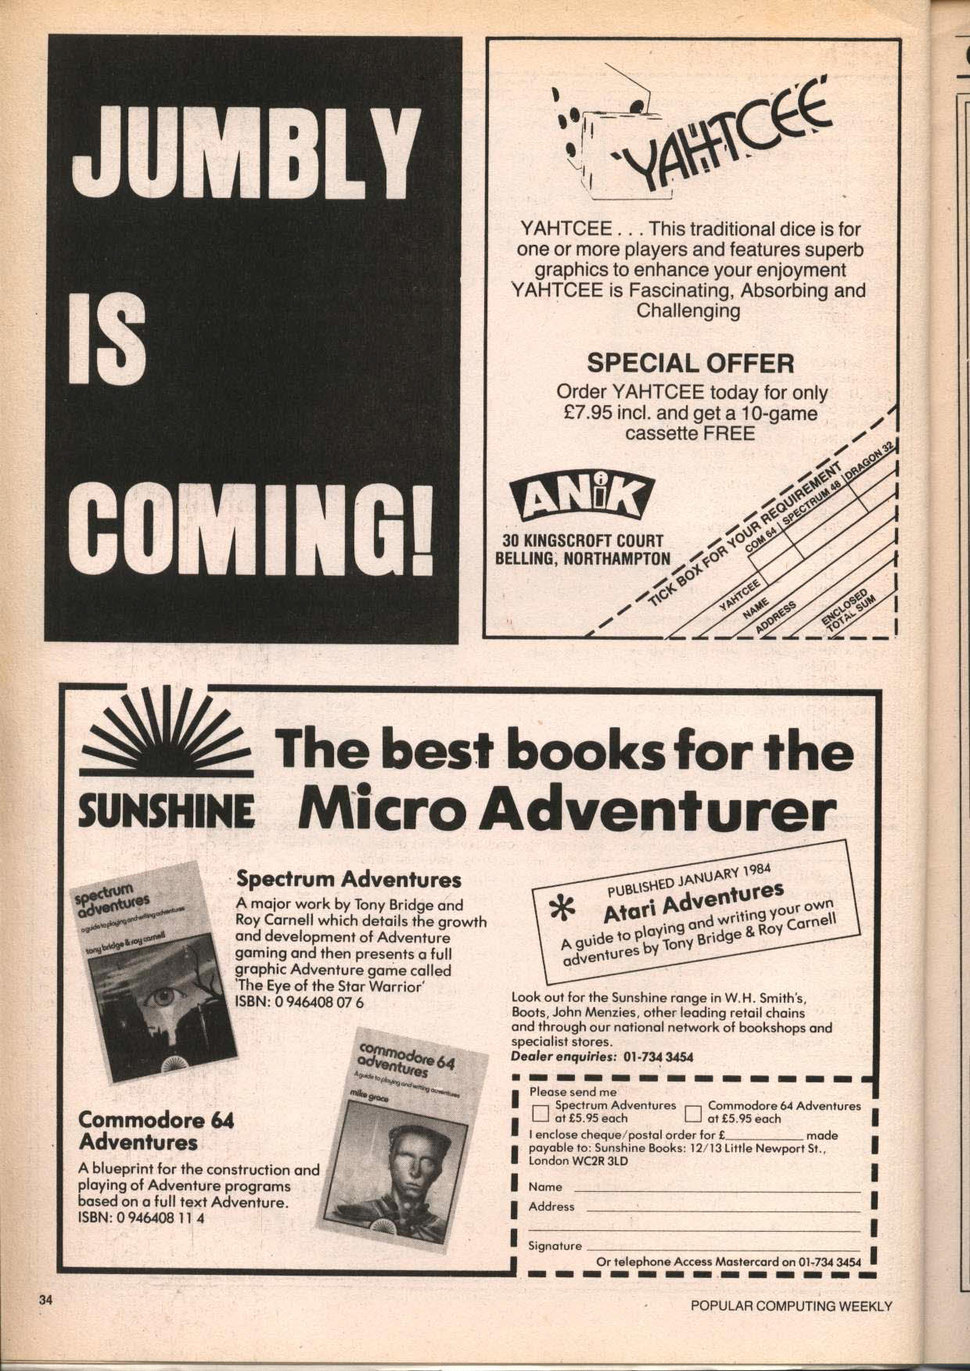 JUMBLY
IS
COMING!
YAHTCEE
YAHTCEE . . . This traditional dice is for
one or more players and features superb
graphics to enhance your enjoyment
YAHTCEE is Fascinating, Absorbing and
Challenging
SPECIAL OFFER
Order YAHTCEE today for only
£7.95 incl. and get a 10-game
cassette FREE
ANiK
30 KINGSCROFT COURT
BELLING, NORTHAMPTON
TICK BOX FOR YOUR REQUIREMENT
COM 64 | SPECTRUM 48 | DRAGON 32
YAHTCEE
NAME
ADDRESS
ENCLOSED
TOTAL SUM
SUNSHINE
The best books for the
Micro Adventurer
spectrum
adventures
a guide to playing and writing adventures
tony bridge & roy carnell
Spectrum Adventures
A major work by Tony Bridge and
Roy Carnell which details the growth
and development of Adventure
gaming and then presents a full
graphic Adventure game called
'The Eye of the Star Warrior'
ISBN: 0 946408 07 6
commodore 64
adventures
A guide to playing and writing adventures
mike grace
Commodore 64
Adventures
A blueprint for the construction and
playing of Adventure programs
based on a full text Adventure.
ISBN: 0 946408 11 4
PUBLISHED JANUARY 1984
* Atari Adventures
A guide to playing and writing your own
adventures by Tony Bridge & Roy Carnell
Look out for the Sunshine range in W.H. Smith's,
Boots, John Menzies, other leading retail chains
and through our national network of bookshops and
specialist stores.
Dealer enquiries: 01-734 3454
Please send me
Spectrum Adventures
at £5.95 each
Commodore 64 Adventures
at £5.95 each
I enclose cheque/postal order for £__________ made
payable to: Sunshine Books: 12/13 Little Newport St.,
London WC2R 3LD
Name
Address
Signature
Or telephone Access Mastercard on 01-734 3454
34
POPULAR COMPUTING WEEKLY